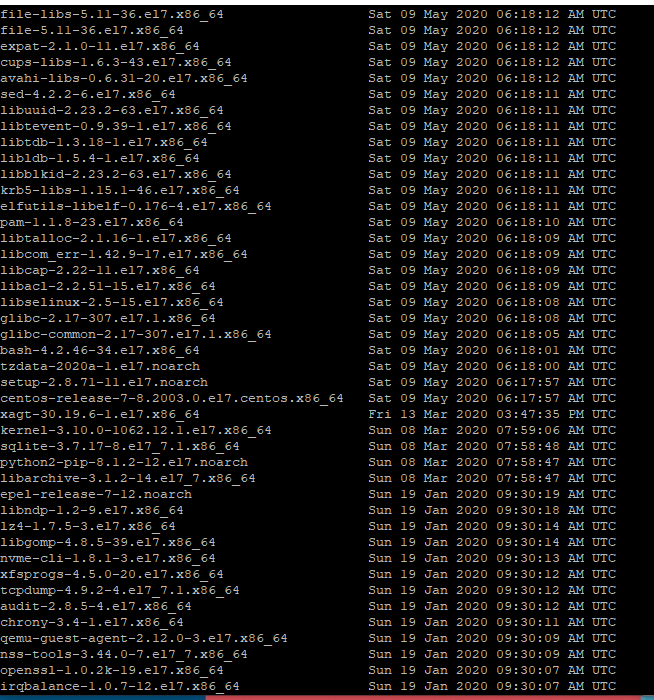 file-libs-5.11-36.el7.x86_64 Sat 09 May 2020 06:18:12 AM UTC
file-5.11-36.el7.x86_64 Sat 09 May 2020 06:18:12 AM UTC
expat-2.1.0-11.el7.x86_64 Sat 09 May 2020 06:18:12 AM UTC
cups-libs-1.6.3-43.el7.x86_64 Sat 09 May 2020 06:18:12 AM UTC
avahi-libs-0.6.31-20.el7.x86_64 Sat 09 May 2020 06:18:12 AM UTC
sed-4.2.2-6.el7.x86_64 Sat 09 May 2020 06:18:11 AM UTC
libuuid-2.23.2-63.el7.x86_64 Sat 09 May 2020 06:18:11 AM UTC
libtevent-0.9.39-1.el7.x86_64 Sat 09 May 2020 06:18:11 AM UTC
libtdb-1.3.18-1.el7.x86_64 Sat 09 May 2020 06:18:11 AM UTC
libldb-1.5.4-1.el7.x86_64 Sat 09 May 2020 06:18:11 AM UTC
libblkid-2.23.2-63.el7.x86_64 Sat 09 May 2020 06:18:11 AM UTC
krb5-libs-1.15.1-46.el7.x86_64 Sat 09 May 2020 06:18:11 AM UTC
elfutils-libelf-0.176-4.el7.x86_64 Sat 09 May 2020 06:18:11 AM UTC
pam-1.1.8-23.el7.x86_64 Sat 09 May 2020 06:18:10 AM UTC
libtalloc-2.1.16-1.el7.x86_64 Sat 09 May 2020 06:18:09 AM UTC
libcom_err-1.42.9-17.el7.x86_64 Sat 09 May 2020 06:18:09 AM UTC
libcap-2.22-11.el7.x86_64 Sat 09 May 2020 06:18:09 AM UTC
libacl-2.2.51-15.el7.x86_64 Sat 09 May 2020 06:18:09 AM UTC
libselinux-2.5-15.el7.x86_64 Sat 09 May 2020 06:18:08 AM UTC
glibc-2.17-307.el7.1.x86_64 Sat 09 May 2020 06:18:08 AM UTC
glibc-common-2.17-307.el7.1.x86_64 Sat 09 May 2020 06:18:05 AM UTC
bash-4.2.46-34.el7.x86_64 Sat 09 May 2020 06:18:01 AM UTC
tzdata-2020a-1.el7.noarch Sat 09 May 2020 06:18:00 AM UTC
setup-2.8.71-11.el7.noarch Sat 09 May 2020 06:17:57 AM UTC
centos-release-7-8.2003.0.el7.centos.x86_64 Sat 09 May 2020 06:17:57 AM UTC
xagt-30.19.6-1.el7.x86_64 Fri 13 Mar 2020 03:47:35 PM UTC
kernel-3.10.0-1062.12.1.el7.x86_64 Sun 08 Mar 2020 07:59:06 AM UTC
sqlite-3.7.17-8.el7_7.1.x86_64 Sun 08 Mar 2020 07:58:48 AM UTC
python2-pip-8.1.2-12.el7.noarch Sun 08 Mar 2020 07:58:47 AM UTC
libarchive-3.1.2-14.el7_7.x86_64 Sun 08 Mar 2020 07:58:47 AM UTC
epel-release-7-12.noarch Sun 19 Jan 2020 09:30:19 AM UTC
libndp-1.2-9.el7.x86_64 Sun 19 Jan 2020 09:30:18 AM UTC
lz4-1.7.5-3.el7.x86_64 Sun 19 Jan 2020 09:30:14 AM UTC
libgomp-4.8.5-39.el7.x86_64 Sun 19 Jan 2020 09:30:14 AM UTC
nvme-cli-1.8.1-3.el7.x86_64 Sun 19 Jan 2020 09:30:13 AM UTC
xfsprogs-4.5.0-20.el7.x86_64 Sun 19 Jan 2020 09:30:12 AM UTC
tcpdump-4.9.2-4.el7_7.1.x86_64 Sun 19 Jan 2020 09:30:12 AM UTC
audit-2.8.5-4.el7.x86_64 Sun 19 Jan 2020 09:30:12 AM UTC
chrony-3.4-1.el7.x86_64 Sun 19 Jan 2020 09:30:11 AM UTC
qemu-guest-agent-2.12.0-3.el7.x86_64 Sun 19 Jan 2020 09:30:09 AM UTC
nss-tools-3.44.0-7.el7_7.x86_64 Sun 19 Jan 2020 09:30:09 AM UTC
openssl-1.0.2k-19.el7.x86_64 Sun 19 Jan 2020 09:30:07 AM UTC
irqbalance-1.0.7-12.el7.x86_64 Sun 19 Jan 2020 09:30:07 AM UTC